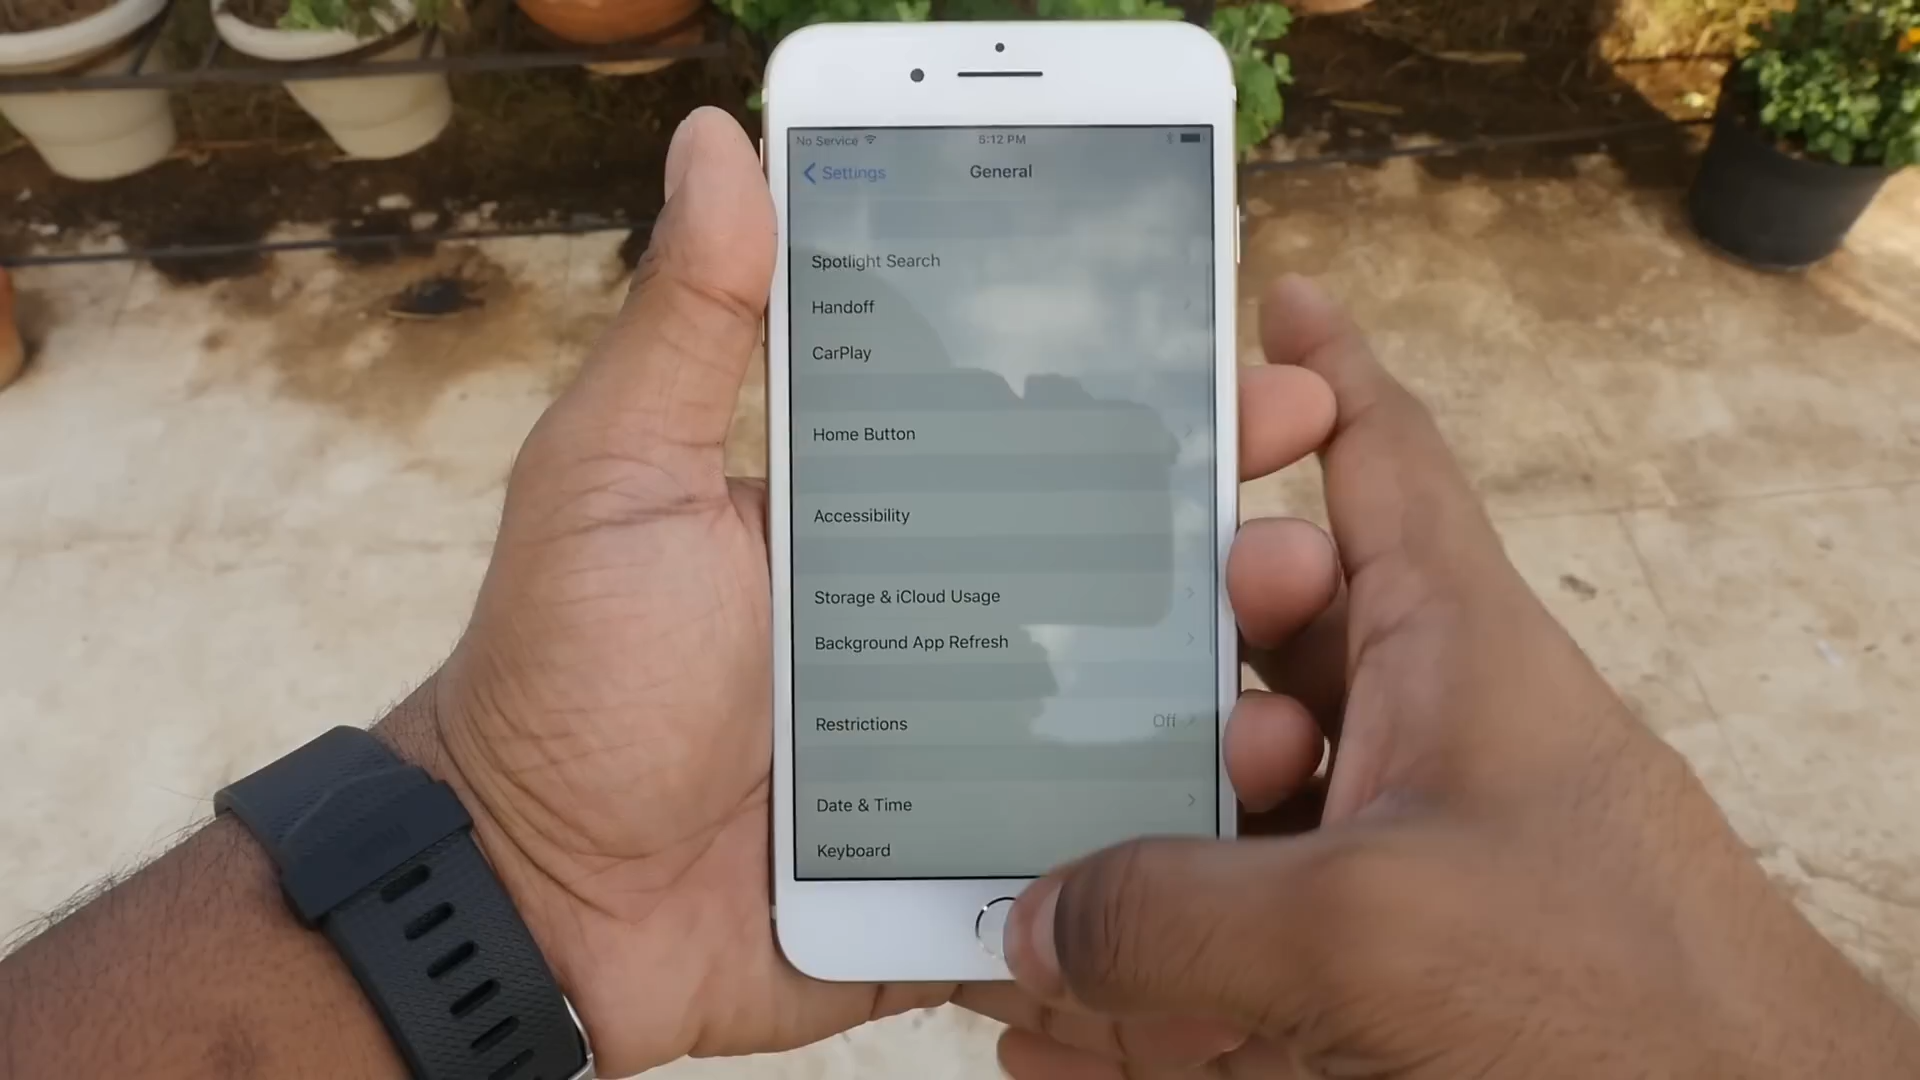 No Service
6:12 PM
Settings
General
Spotlight Search
Handoff
CarPlay
Home Button
Accessibility
Storage & iCloud Usage
Background App Refresh
Restrictions Off
Date & Time
Keyboard